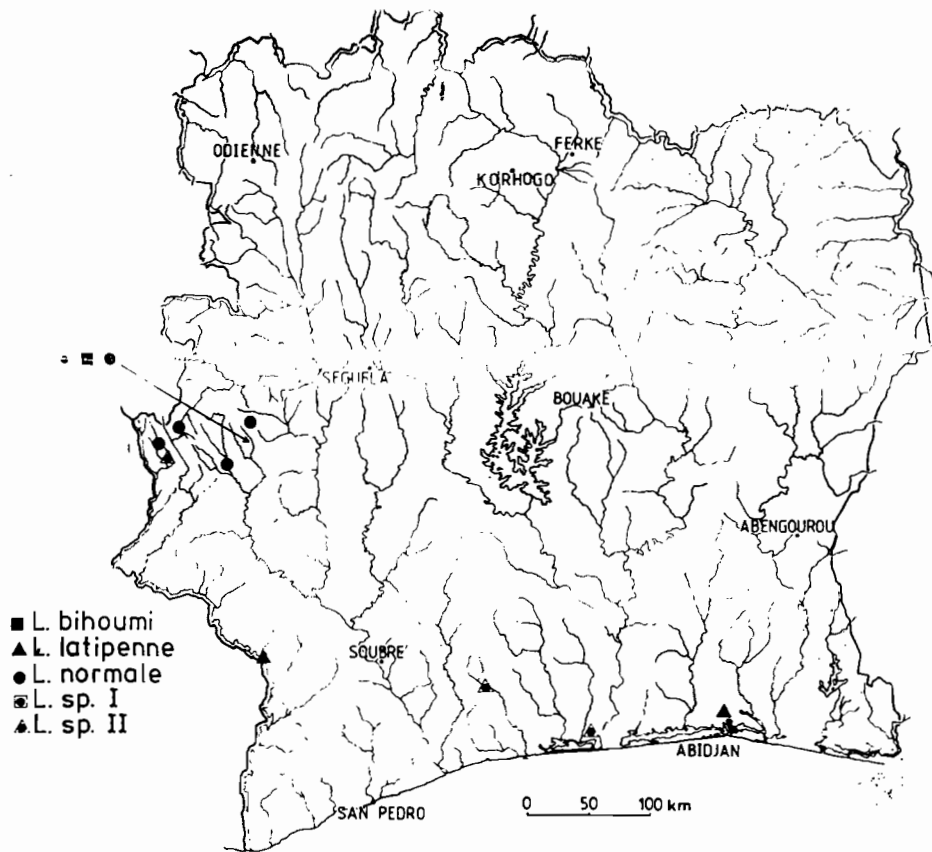 ODIENNE
FERKE
KORHOGO
SEGUELA
BOUAKE
ABENGOUROU
L. bihoumi
L. latipenne
L. normale
L. sp. I
L. sp. II
SOUBRE
ABIDJAN
SAN PEDRO
0 50 100 km